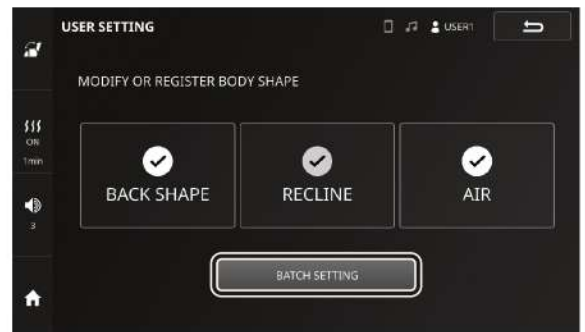 USER SETTING
USER1
MODIFY OR REGISTER BODY SHAPE
ON
1min
3
BACK SHAPE
RECLINE
AIR
BATCH SETTING